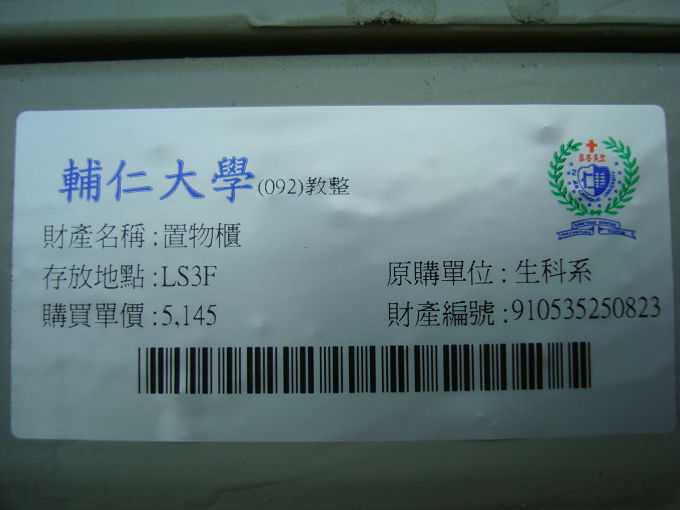 輔仁大學(092)教整
財產名稱:置物櫃
存放地點:LS3F 原購單位:生科系
購買單價:5,145 財產編號:910535250823